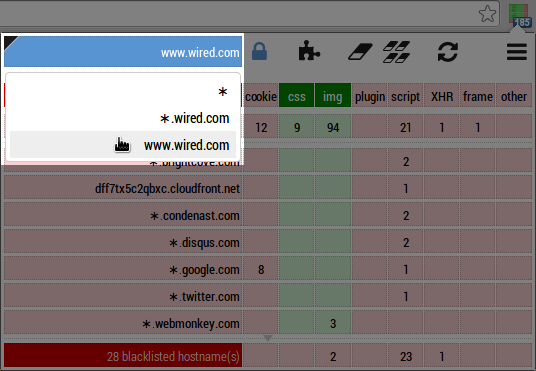 185
www.wired.com
∗
∗.wired.com
www.wired.com
cookie css img plugin script XHR frame other
12 9 94 21 1 1
∗.brightcove.com 2
dff7tx5c2qbxc.cloudfront.net 1
∗.condenast.com 2
∗.disqus.com 2
∗.google.com 8 1
∗.twitter.com 1
∗.webmonkey.com 3
28 blacklisted hostname(s) 2 23 1